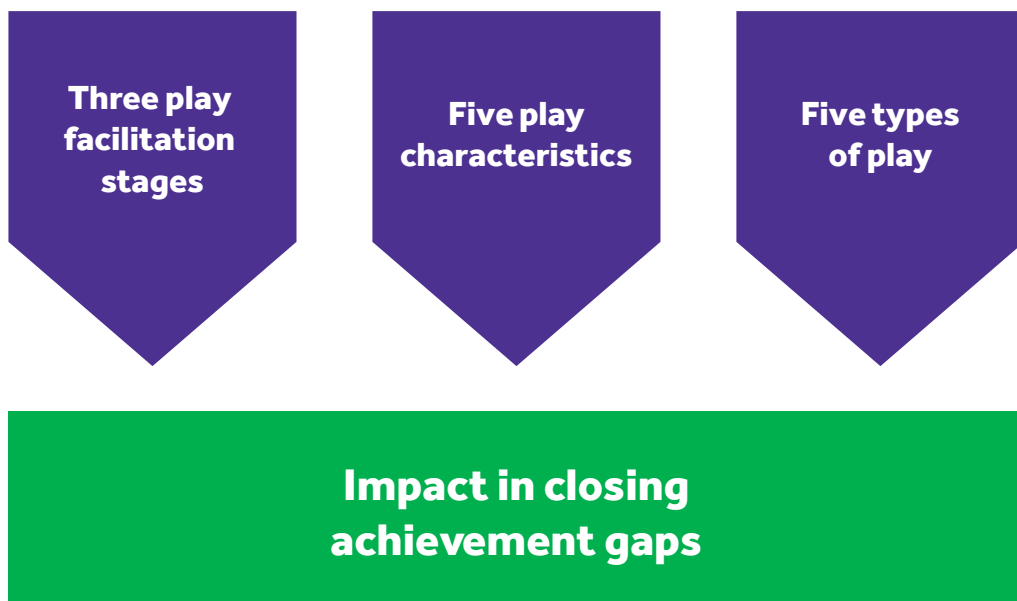 Three play
facilitation
stages
Five play
characteristics
Five types
of play
Impact in closing
achievement gaps